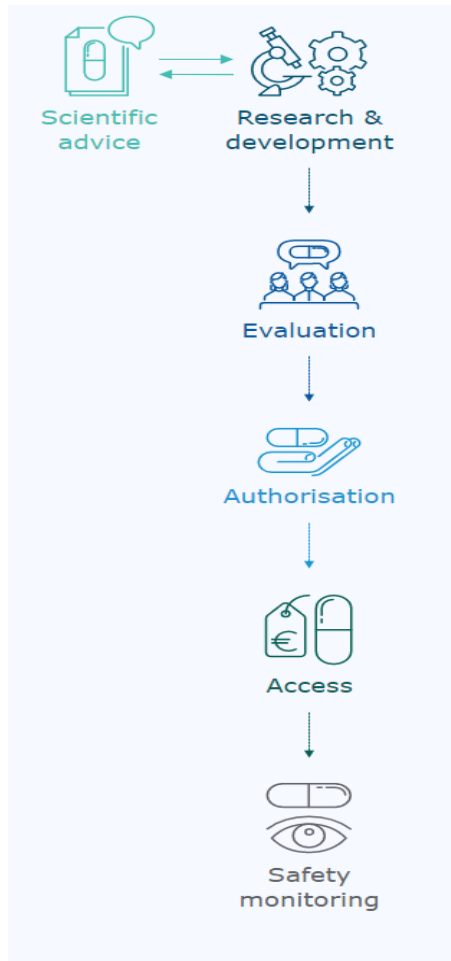 Scientific
advice
Research &
development
Evaluation
Authorisation
€
Access
Safety
monitoring